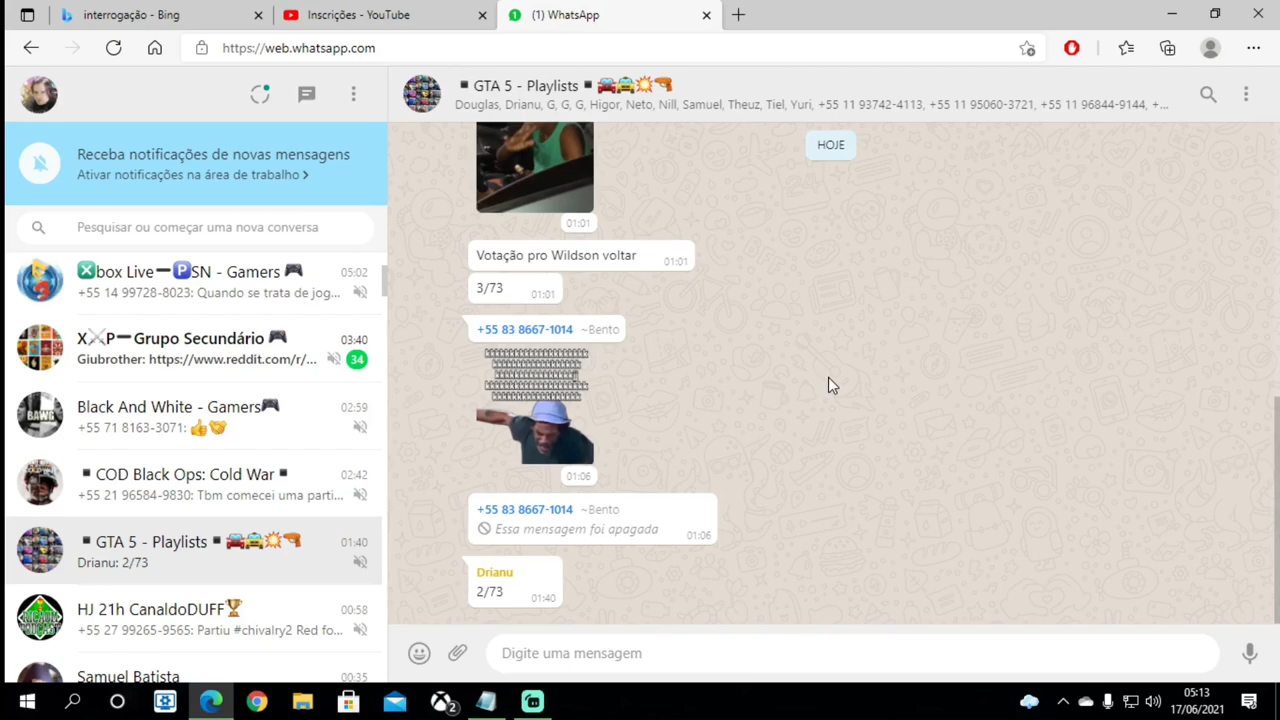 interrogação - Bing
Inscrições - YouTube
(1) WhatsApp
https://web.whatsapp.com
GTA 5 - Playlists
Douglas, Drianu, G, G, G, Higor, Neto, Nill, Samuel, Theuz, Tiel, Yuri, +55 11 93742-4113, +55 11 95060-3721, +55 11 96844-9144, +...
Receba notificações de novas mensagens
Ativar notificações na área de trabalho >
Pesquisar ou começar uma nova conversa
Xbox Live━PSN - Gamers 🎮 05:02
+55 14 99728-8023: Quando se trata de jog...
X⚔P━Grupo Secundário 🎮 03:40
Giubrother: https://www.reddit.com/r/... 34
Black And White - Gamers🎮 02:59
+55 71 8163-3071: 👍🤝
BAWG
▪COD Black Ops: Cold War▪ 02:42
+55 21 96584-9830: Tbm comecei uma parti...
▪GTA 5 - Playlists▪🚘🚖💥🔫 01:40
Drianu: 2/73
HJ 21h CanaldoDUFF🏆 00:58
+55 27 99265-9565: Partiu #chivalry2 Red fo...
Samuel Batista 00:35
HOJE
01:01
Votação pro Wildson voltar 01:01
3/73 01:01
+55 83 8667-1014 ~Bento
01:06
+55 83 8667-1014 ~Bento
Essa mensagem foi apagada 01:06
Drianu
2/73 01:40
Digite uma mensagem
2
05:13
17/06/2021